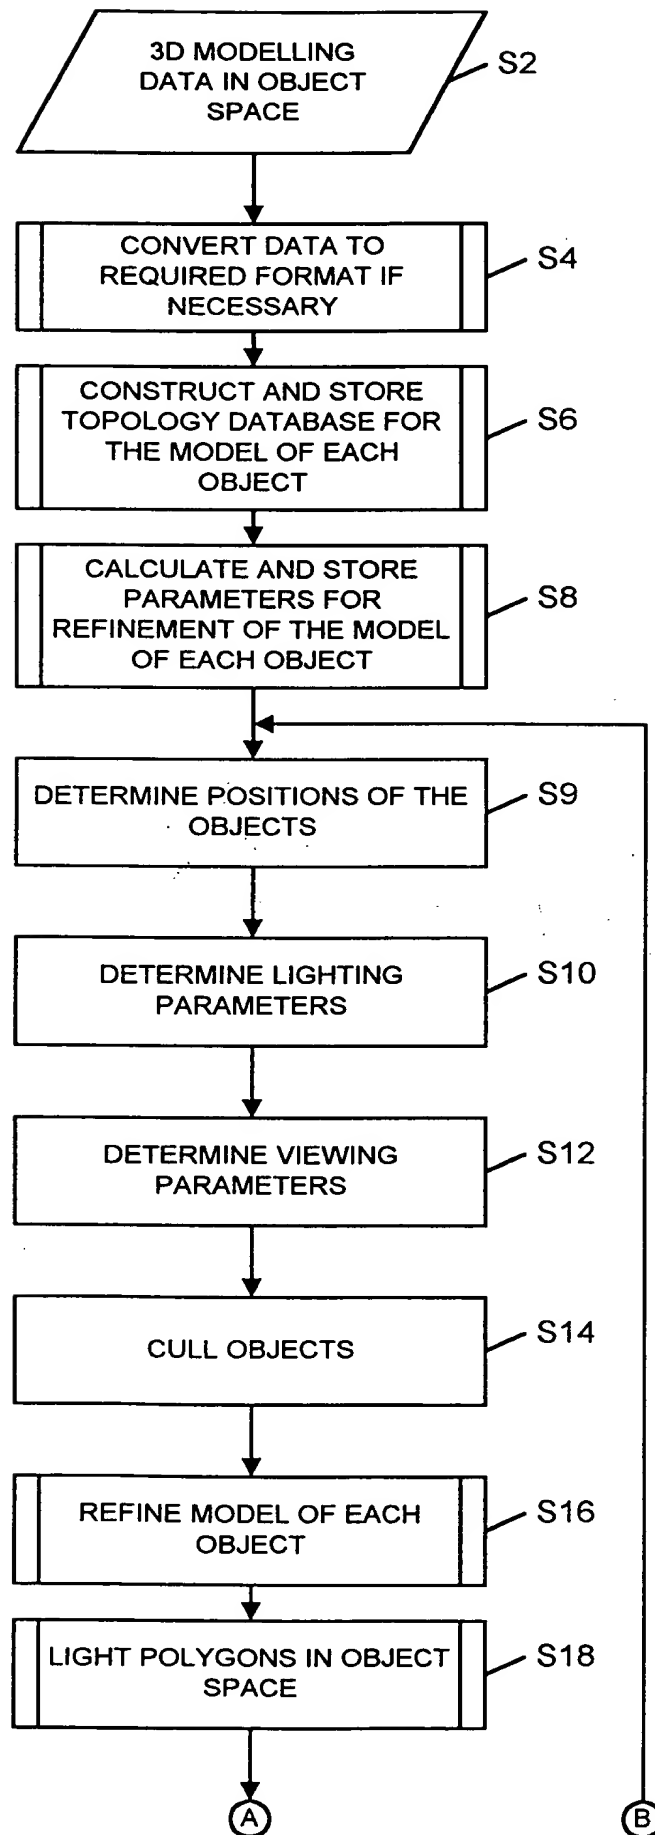 3D MODELLING
DATA IN OBJECT
SPACE
S2
CONVERT DATA TO
REQUIRED FORMAT IF
NECESSARY
S4
CONSTRUCT AND STORE
TOPOLOGY DATABASE FOR
THE MODEL OF EACH
OBJECT
S6
CALCULATE AND STORE
PARAMETERS FOR
REFINEMENT OF THE MODEL
OF EACH OBJECT
S8
DETERMINE POSITIONS OF THE
OBJECTS
S9
DETERMINE LIGHTING
PARAMETERS
S10
DETERMINE VIEWING
PARAMETERS
S12
CULL OBJECTS
S14
REFINE MODEL OF EACH
OBJECT
S16
LIGHT POLYGONS IN OBJECT
SPACE
S18
A
B